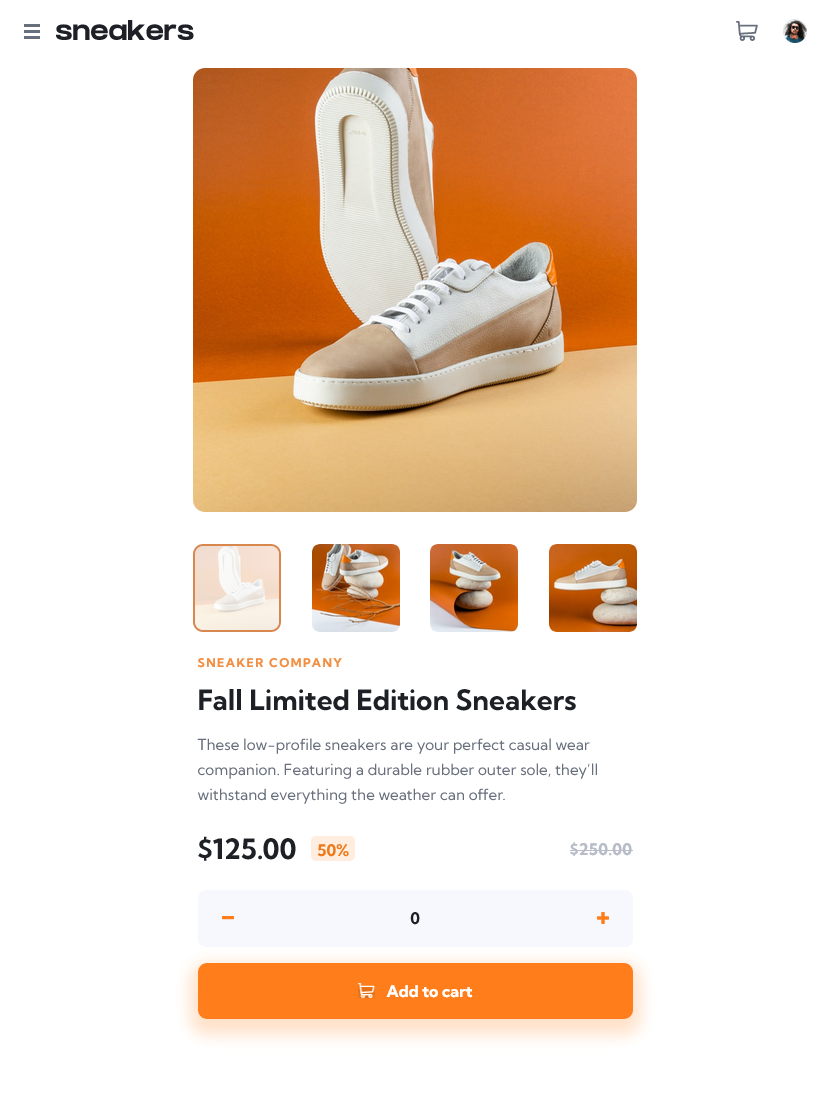 sneakers
SNEAKER COMPANY
Fall Limited Edition Sneakers
These low-profile sneakers are your perfect casual wear
companion. Featuring a durable rubber outer sole, they’ll
withstand everything the weather can offer.
$125.00 50% $250.00
0
Add to cart